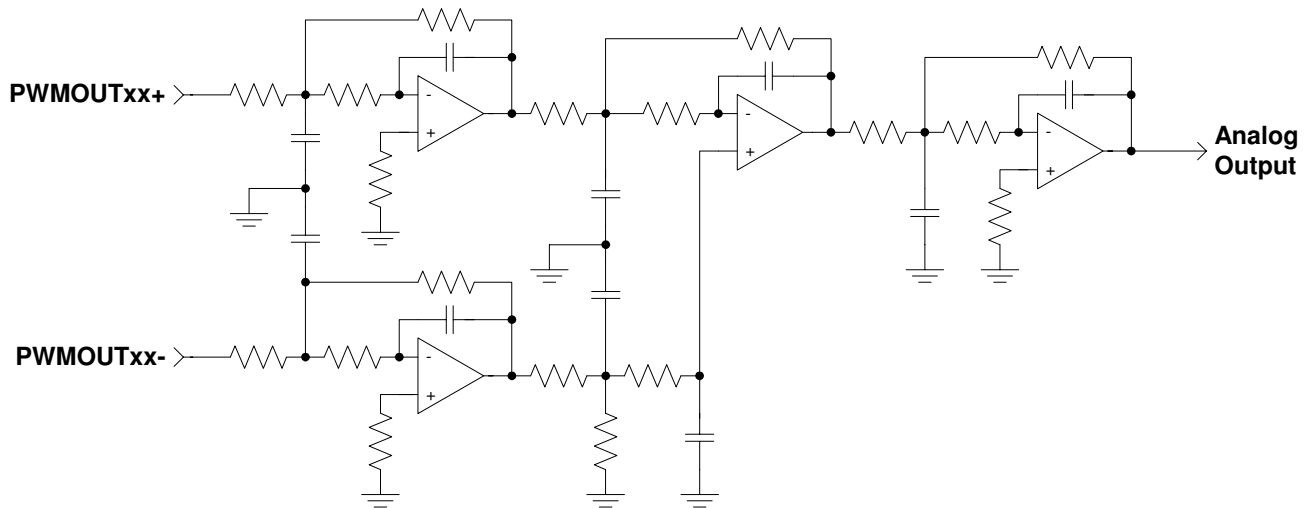 PWMOUTxx+
-
+
-
+
-
+
Analog
Output
PWMOUTxx-
-
+